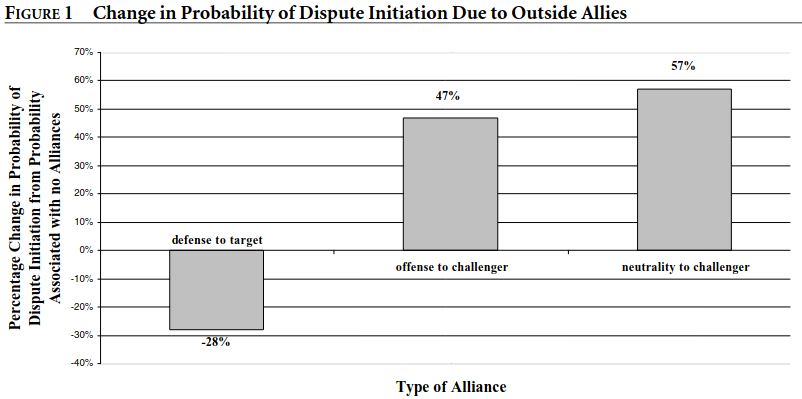 FIGURE 1 Change in Probability of Dispute Initiation Due to Outside Allies
Percentage Change in Probability of
Dispute Initiation from Probability
Associated with no Alliances
70%
60%
50%
40%
30%
20%
10%
0%
-10%
-20%
-30%
-40%
defense to target
-28%
47%
offense to challenger
57%
neutrality to challenger
Type of Alliance